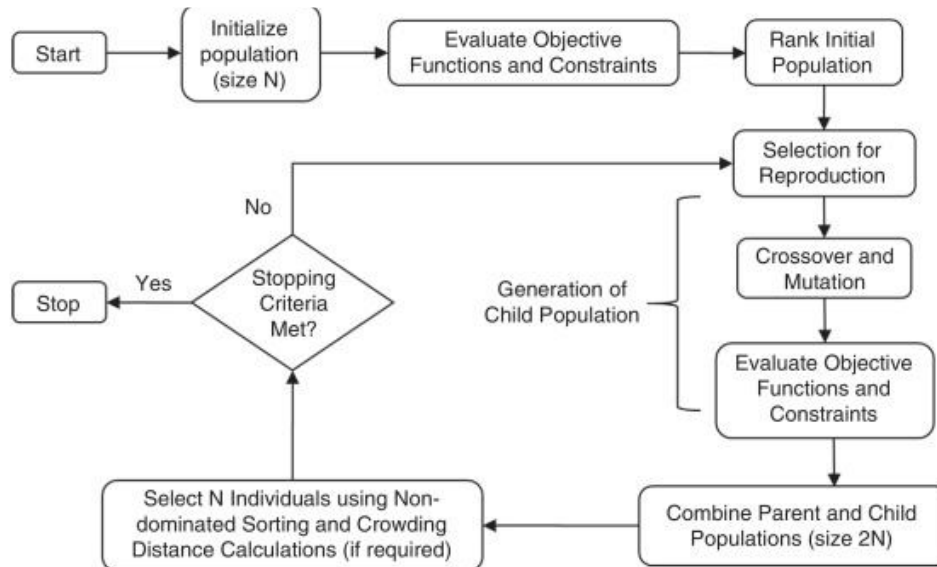 Start
Initialize
population
(size N)
Evaluate Objective
Functions and Constraints
Rank Initial
Population
Selection for
Reproduction
No
Crossover and
Mutation
Generation of
Child Population
Stopping
Criteria
Met?
Yes
Stop
Evaluate Objective
Functions and
Constraints
Select N Individuals using Non-
dominated Sorting and Crowding
Distance Calculations (if required)
Combine Parent and Child
Populations (size 2N)